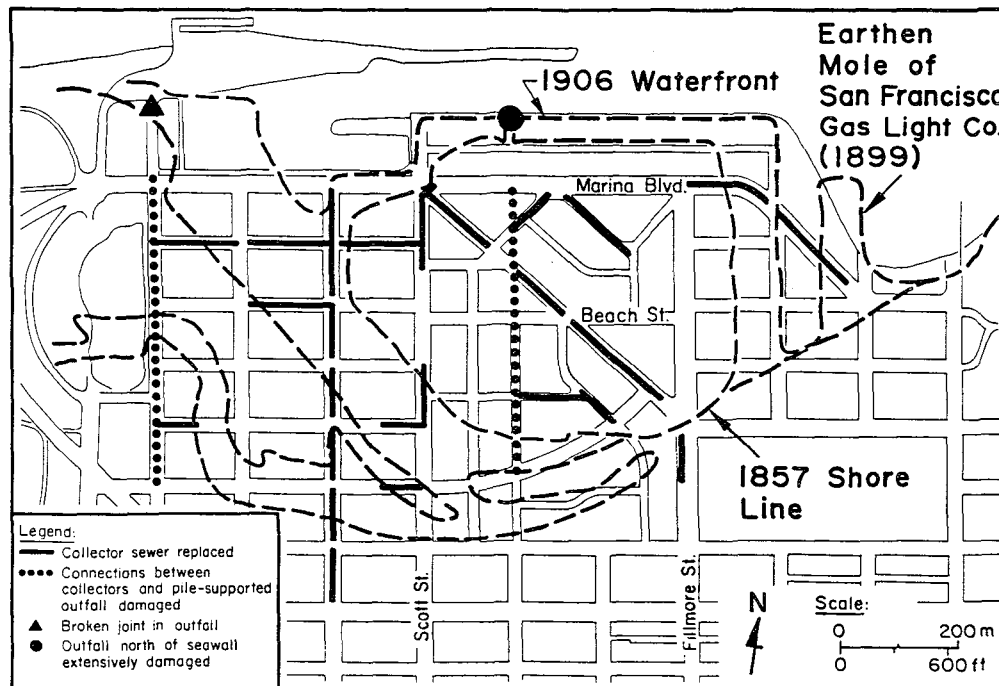 Earthen
Mole of
San Francisco
Gas Light Co.
(1899)
1906 Waterfront
Marina Blvd.
Beach St.
1857 Shore
Line
Scott St.
Fillmore St.
Legend:
Collector sewer replaced
Connections between
collectors and pile-supported
outfall damaged
Broken joint in outfall
Outfall north of seawall
extensively damaged
N
Scale:
0 200 m
0 600 ft